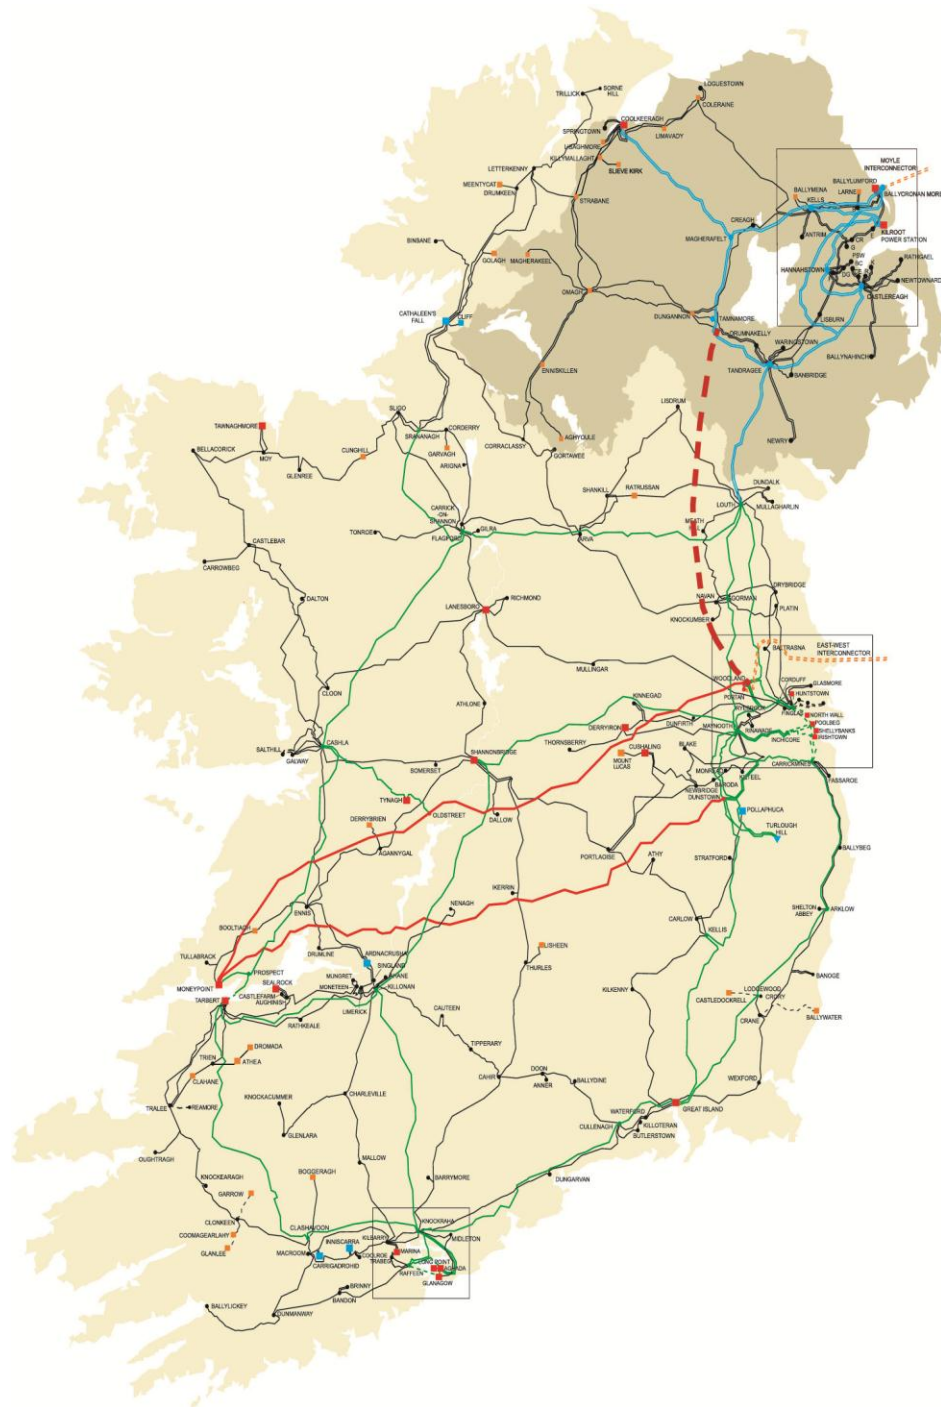 LOGUESTOWN
SORNE
HILL
TRILLICK
COLERAINE
COOLKEERAGH
SPRINGTOWN
LIMAVADY
LISAGHMORE
KILLYMALLAGHT
SLIEVE KIRK
LETTERKENNY
MEENTYCAT
DRUMKEEN
STRABANE
MOYLE
INTERCONNECTOR
BALLYLUMFORD
BALLYCRONAN MORE
BALLYMENA
LARNE
KELLS
CREAGH
ANTRIM
KILROOT
POWER STATION
MAGHERAFELT
BINBANE
GOLAGH
MAGHERAKEEL
HANNAHSTOWN
RATHGAEL
NEWTOWNARDS
CASTLEREAGH
OMAGH
CATHALEEN'S
FALL
CLIFF
DUNGANNON
TAMNAMORE
DRUMNAKELLY
LISBURN
WARINGSTOWN
BALLYNAHINCH
TANDRAGEE
BANBRIDGE
ENNISKILLEN
LISDRUM
SLIGO
SRANANAGH
CORDERRY
GARVAGH
ARIGNA
CORRACLASSY
AGHYOULE
GORTAWEE
NEWRY
TAWNAGHMORE
BELLACORICK
MOY
GLENREE
CUNGHILL
SHANKILL
RATRUSSAN
DUNDALK
LOUTH
MULLAGHARLIN
CARRICK
-ON-
SHANNON
TONROE
FLAGFORD
GILRA
ARVA
MEATH
HILL
CASTLEBAR
CARROWBEG
DALTON
LANESBORO
RICHMOND
NAVAN
GORMAN
DRYBRIDGE
PLATIN
KNOCKUMBER
MULLINGAR
BALTRASNA
EAST-WEST
INTERCONNECTOR
WOODLAND
CORDUFF
GLASMORE
HUNTSTOWN
CLOON
ATHLONE
KINNEGAD
FINGLAS
NORTH WALL
POOLBEG
SHELLYBANKS
IRISHTOWN
DERRYIRON
DUNFIRTH
MAYNOOTH
RINAWADE
INCHICORE
SALTHILL
GALWAY
CASHLA
SOMERSET
SHANNONBRIDGE
THORNSBERRY
MOUNT
LUCAS
CUSHALING
BLAKE
MONREAD
KILTEEL
CARRICKMINES
FASSAROE
BARODA
NEWBRIDGE
DUNSTOWN
POLLAPHUCA
TYNAGH
OLDSTREET
DALLOW
DERRYBRIEN
AGANNYGAL
PORTLAOISE
ATHY
STRATFORD
TURLOUGH
HILL
BALLYBEG
IKERRIN
NENAGH
CARLOW
KELLIS
SHELTON
ABBEY
ARKLOW
ENNIS
BOOLTIAGH
TULLABRACK
DRUMLINE
ARDNACRUSHA
SINGLAND
AHANE
LISHEEN
THURLES
MONEYPOINT
PROSPECT
SEALROCK
MUNGRET
MONETEEN
KILLONAN
TARBERT
CASTLEFARM
AUGHINISH
LIMERICK
RATHKEALE
KILKENNY
BANOGE
LODGEWOOD
CASTLEDOCKRELL
CRORY
CRANE
BALLYWATER
CAUTEEN
TIPPERARY
DROMADA
TRIEN
ATHEA
CLAHANE
CAHIR
DOON
ANNER
BALLYDINE
WEXFORD
TRALEE
REAMORE
KNOCKACUMMER
CHARLEVILLE
GLENLARA
WATERFORD
GREAT ISLAND
CULLENAGH
KILLOTERAN
BUTLERSTOWN
OUGHTRAGH
MALLOW
BARRYMORE
DUNGARVAN
KNOCKEARAGH
GARROW
BOGGERAGH
CLONKEEN
COOMAGEARLAHY
GLANLEE
CLASHAVOON
INNISCARRA
KILBARRY
KNOCKRAHA
MIDLETON
MACROOM
CARRIGADROHID
COOLROE
TRABEG
MARINA
LONG POINT
AGHADA
RAFFEEN
GLANAGOW
BRINNY
BANDON
BALLYLICKEY
DUNMANWAY